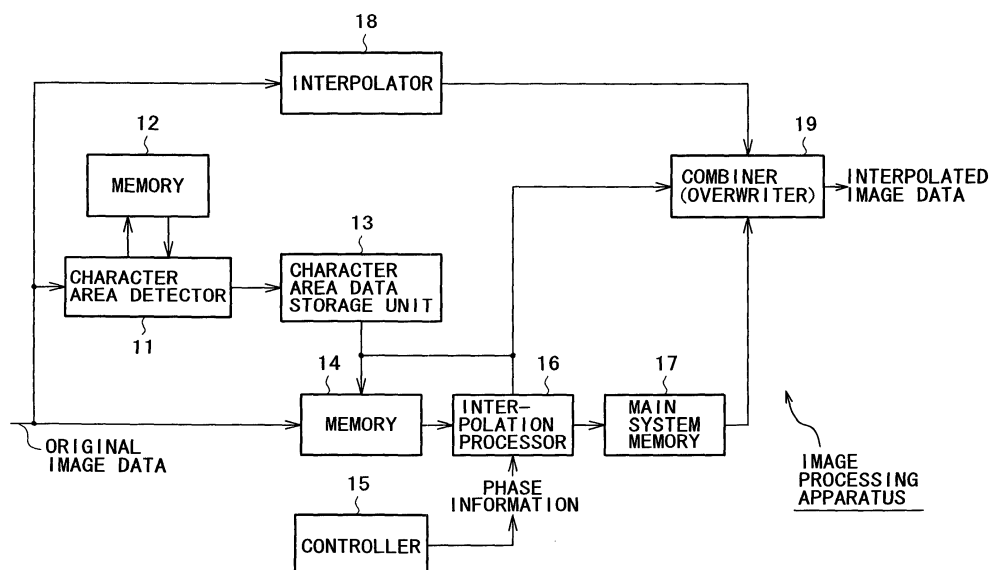 18
INTERPOLATOR
12
MEMORY
19
COMBINER
(OVERWRITER)
INTERPOLATED
IMAGE DATA
13
CHARACTER
AREA DATA
STORAGE UNIT
CHARACTER
AREA DETECTOR
11
14
MEMORY
16
INTER-
POLATION
PROCESSOR
17
MAIN
SYSTEM
MEMORY
ORIGINAL
IMAGE DATA
PHASE
INFORMATION
15
CONTROLLER
IMAGE
PROCESSING
APPARATUS